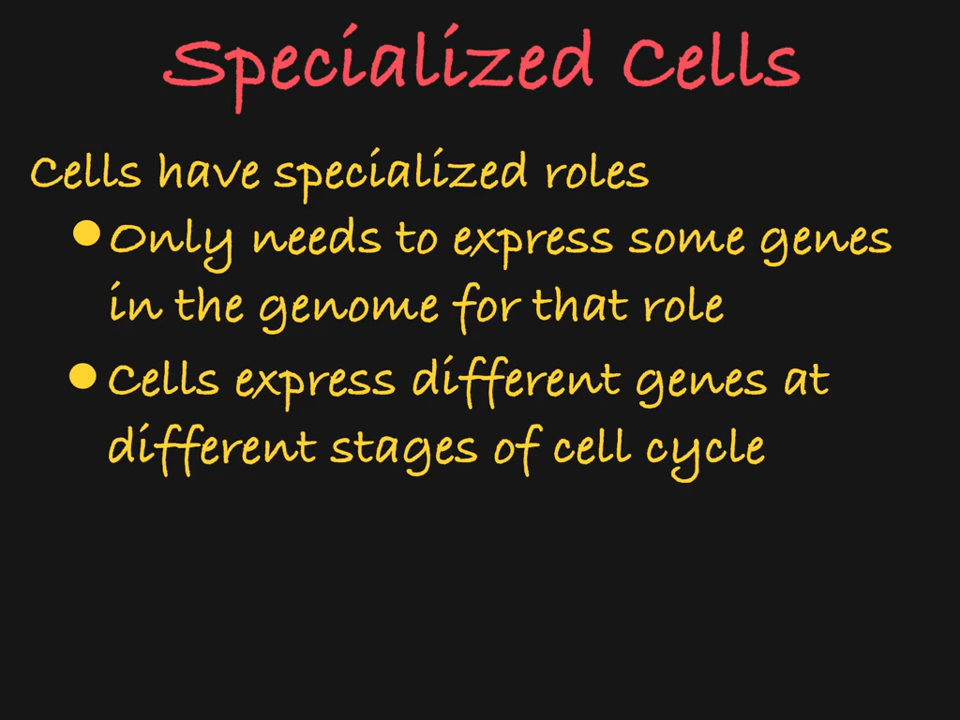 Specialized Cells
Cells have specialized roles
●Only needs to express some genes
in the genome for that role
●Cells express different genes at
different stages of cell cycle